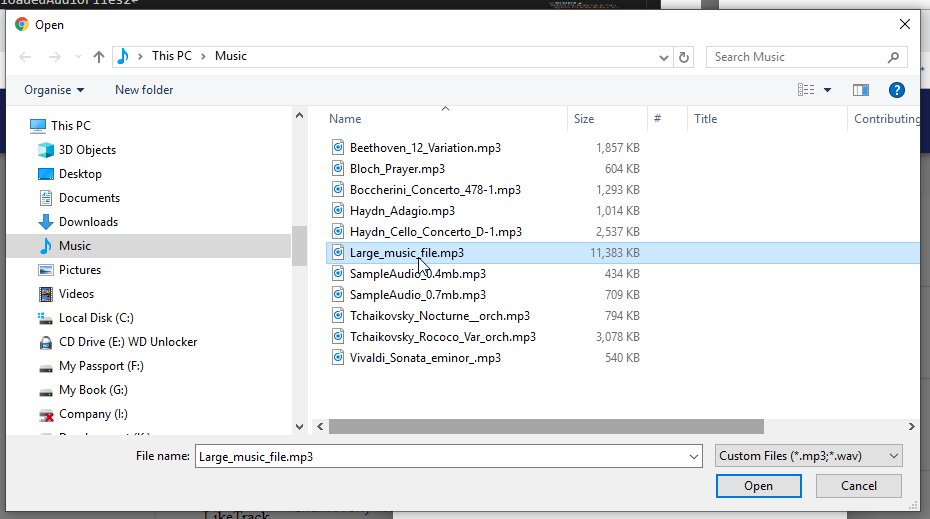 Open
This PC > Music
Search Music
Organise
New folder
?
This PC
3D Objects
Desktop
Documents
Downloads
Music
Pictures
Videos
Local Disk (C:)
CD Drive (E:) WD Unlocker
My Passport (F:)
My Book (G:)
Company (I:)
Name Size # Title Contributing
Beethoven_12_Variation.mp3 1,857 KB
Bloch_Prayer.mp3 604 KB
Boccherini_Concerto_478-1.mp3 1,293 KB
Haydn_Adagio.mp3 1,014 KB
Haydn_Cello_Concerto_D-1.mp3 2,537 KB
Large_music_file.mp3 11,383 KB
SampleAudio_0.4mb.mp3 434 KB
SampleAudio_0.7mb.mp3 709 KB
Tchaikovsky_Nocturne__orch.mp3 794 KB
Tchaikovsky_Rococo_Var_orch.mp3 3,078 KB
Vivaldi_Sonata_eminor_.mp3 540 KB
File name: Large_music_file.mp3 Custom Files (*.mp3;*.wav)
Open Cancel
LikeTrack